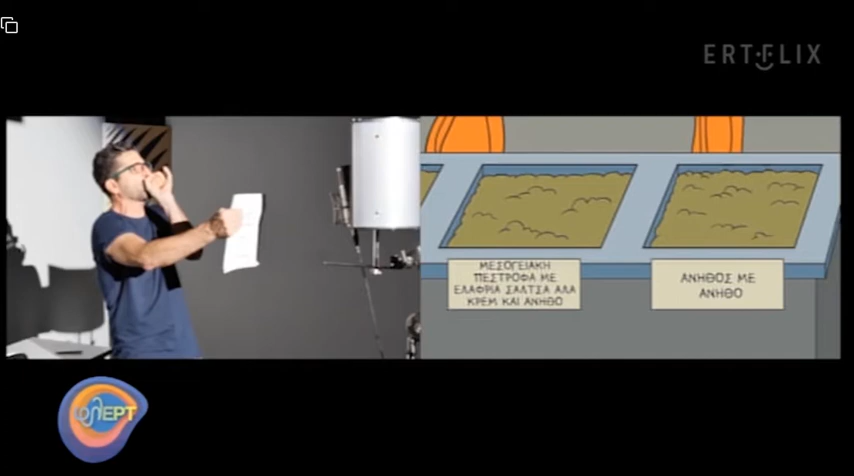 ERTFLIX
ΜΕΣΟΓΕΙΑΚΗ
ΠΕΣΤΡΟΦΑ ΜΕ
ΕΛΑΦΡΙΑ ΣΑΛΤΣΑ ΑΛΑ
ΚΡΕΜ ΚΑΙ ΑΝΗΘΟ
ΑΝΗΘΟΣ ΜΕ
ΑΝΗΘΟ
φλΕΡΤ